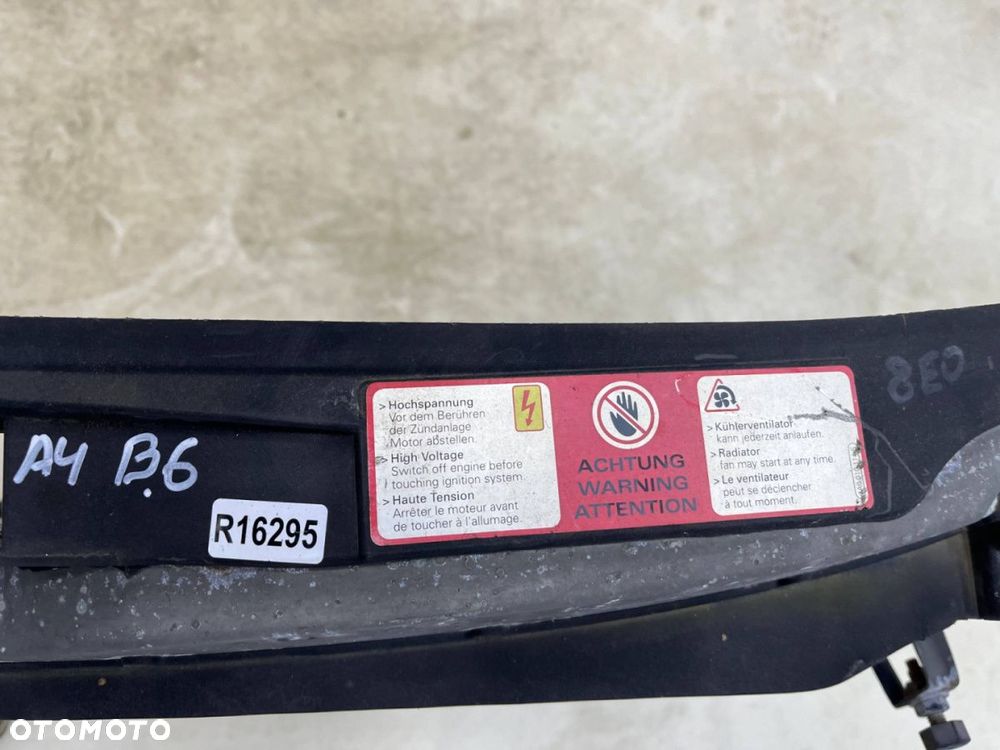 A4 B.6
R16295
> Hochspannung
Vor dem Berühren
der Zündanlage
Motor abstellen.
> High Voltage
Switch off engine before
touching ignition system.
> Haute Tension
Arrêter le moteur avant
de toucher à l'allumage.
ACHTUNG
WARNING
ATTENTION
> Kühlerventilator
kann jederzeit anlaufen.
> Radiator
fan may start at any time.
> Le ventilateur
peut se déclencher
à tout moment.
8E0
OTOMOTO